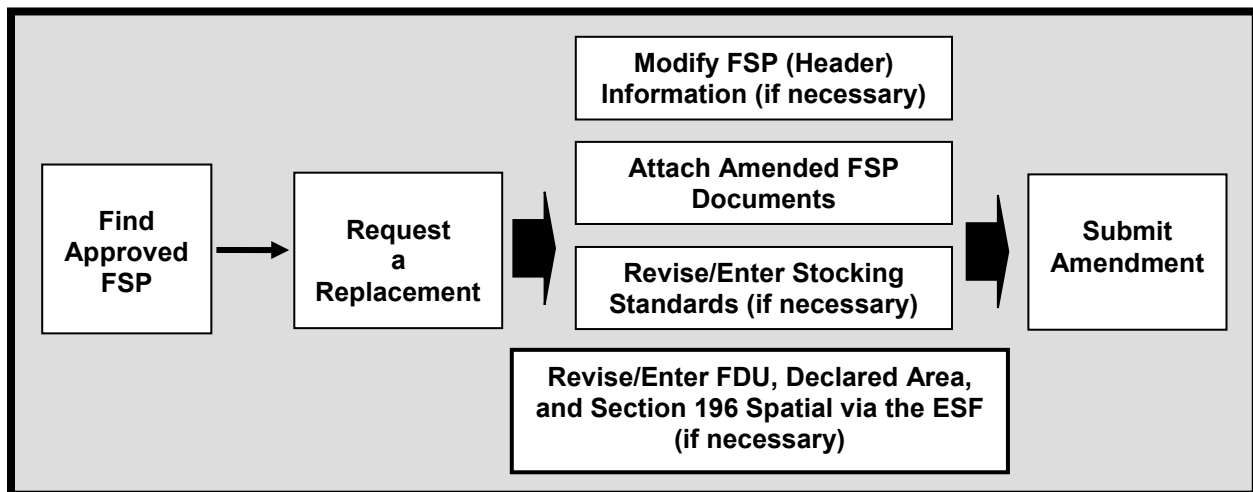 Find
Approved
FSP
Request
a
Replacement
Modify FSP (Header)
Information (if necessary)
Attach Amended FSP
Documents
Revise/Enter Stocking
Standards (if necessary)
Revise/Enter FDU, Declared Area,
and Section 196 Spatial via the ESF
(if necessary)
Submit
Amendment